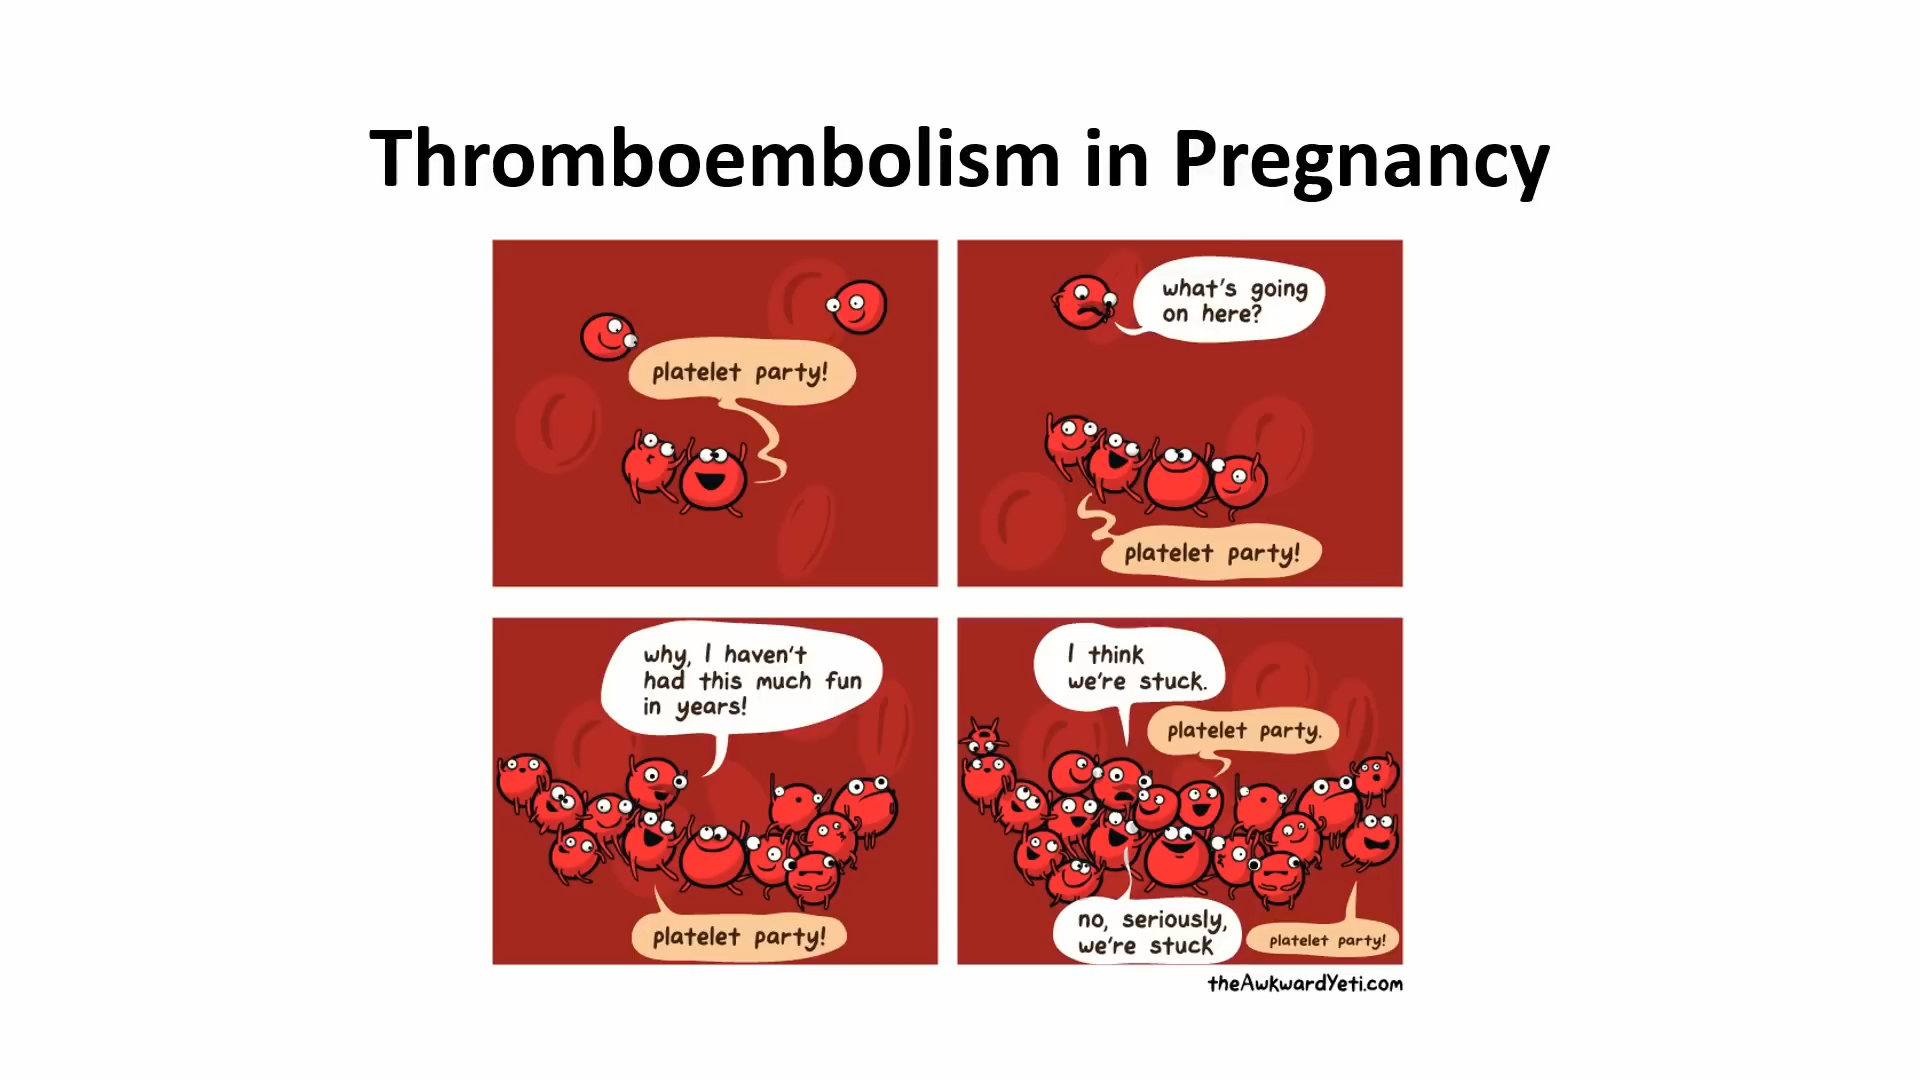 Thromboembolism in Pregnancy
platelet party!
what's going
on here?
platelet party!
why, I haven't
had this much fun
in years!
platelet party!
I think
we're stuck.
platelet party.
no, seriously,
we're stuck
platelet party!
theAwkwardYeti.com